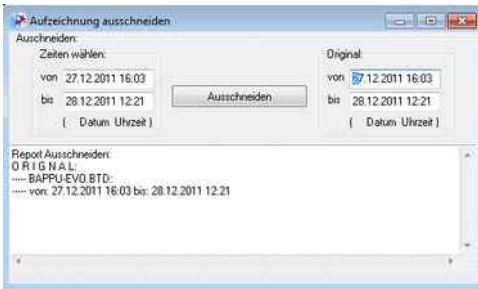 Aufzeichnung ausschneiden
Auschneiden:
Zeiten wählen:
von 27.12.2011 16:03
bis 28.12.2011 12:21
( Datum Uhrzeit )
Ausschneiden
Original:
von 27.12.2011 16:03
bis 28.12.2011 12:21
( Datum Uhrzeit )
Report Ausschneiden:
O R I G N A L:
----- BAPPU-EVO.BTD:
----- von: 27.12.2011 16:03 bis: 28.12.2011 12:21